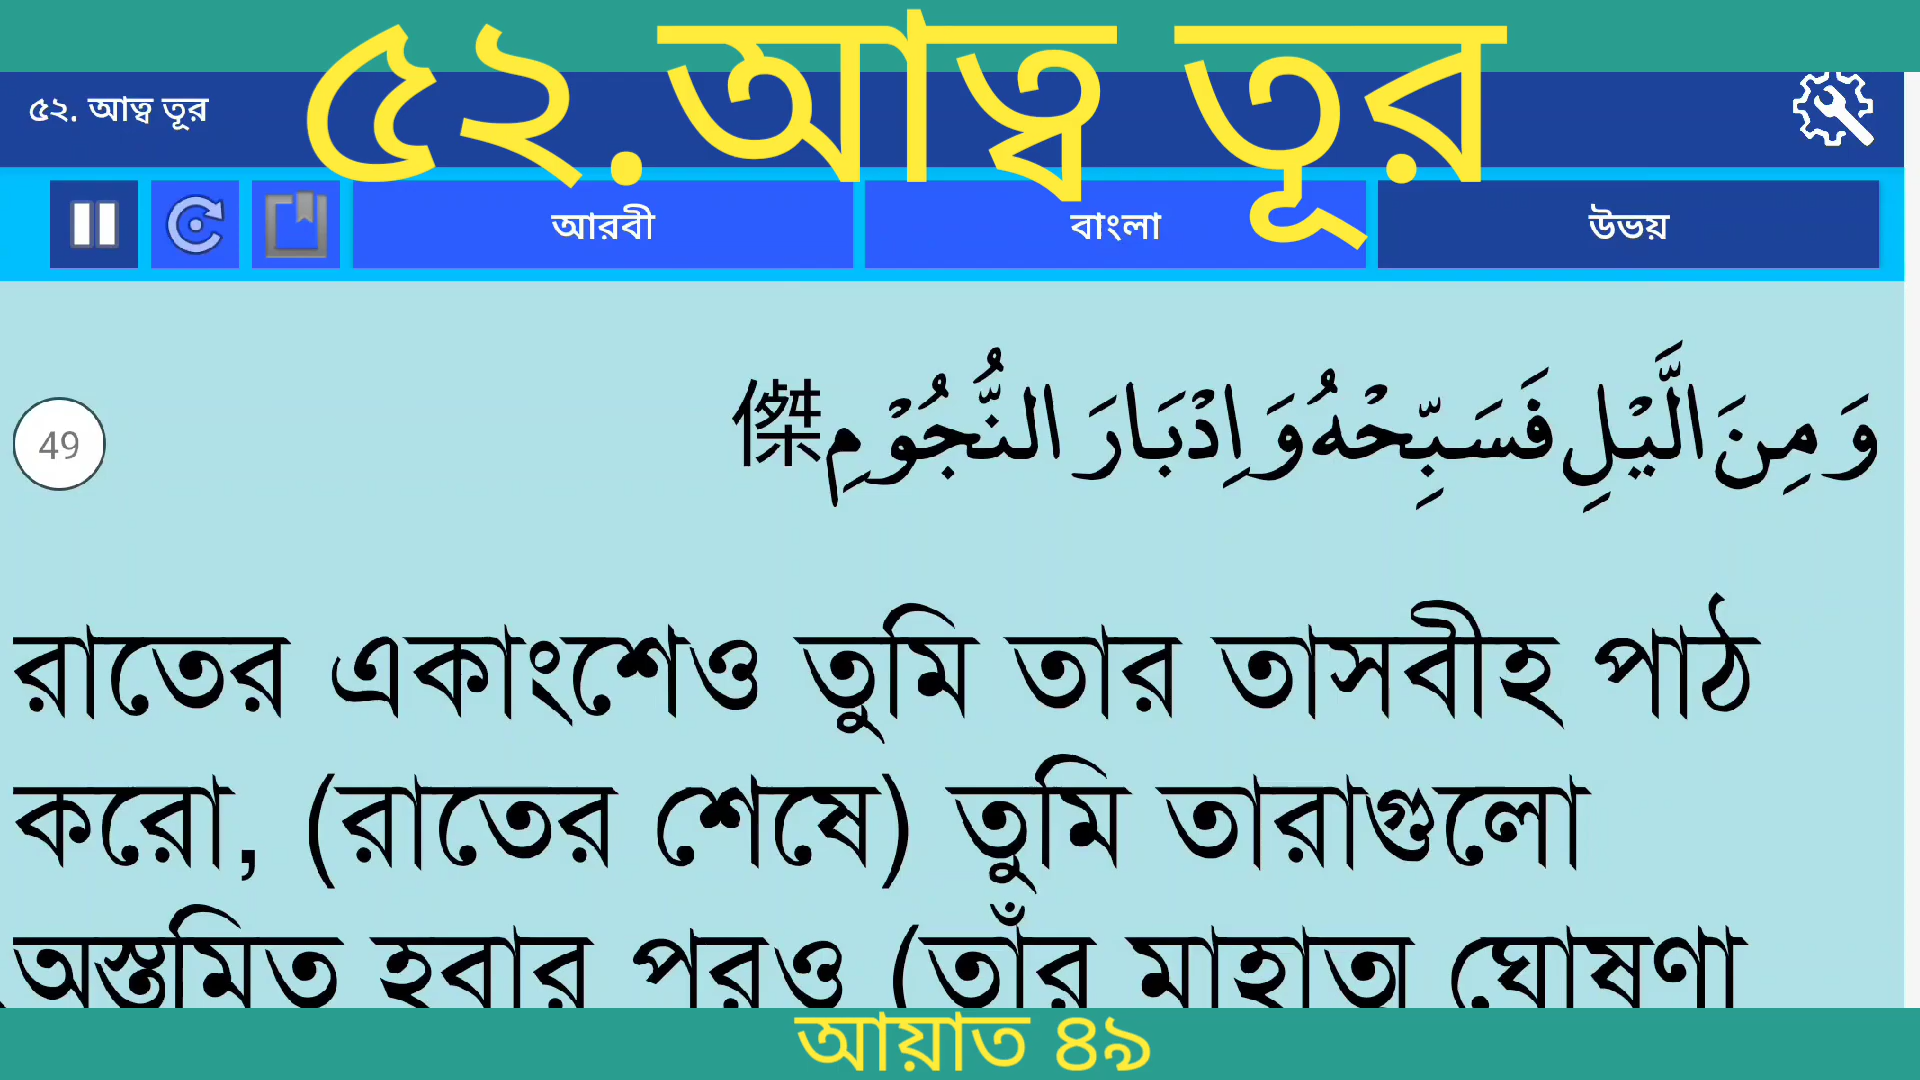 ৫২.আত্ব তূর
৫২. আত্ব তূর
আরবী
বাংলা
উভয়
وَ مِنَ الَّيْلِ فَسَبِّحْهُ وَ اِدْبَارَ النُّجُوْمِ傑
49
রাতের একাংশেও তুমি তার তাসবীহ পাঠ
করো, (রাতের শেষে) তুমি তারাগুলো
অস্তমিত হবার পরও (তাঁর মাহাত্ম ঘোষণা
আয়াত ৪৯